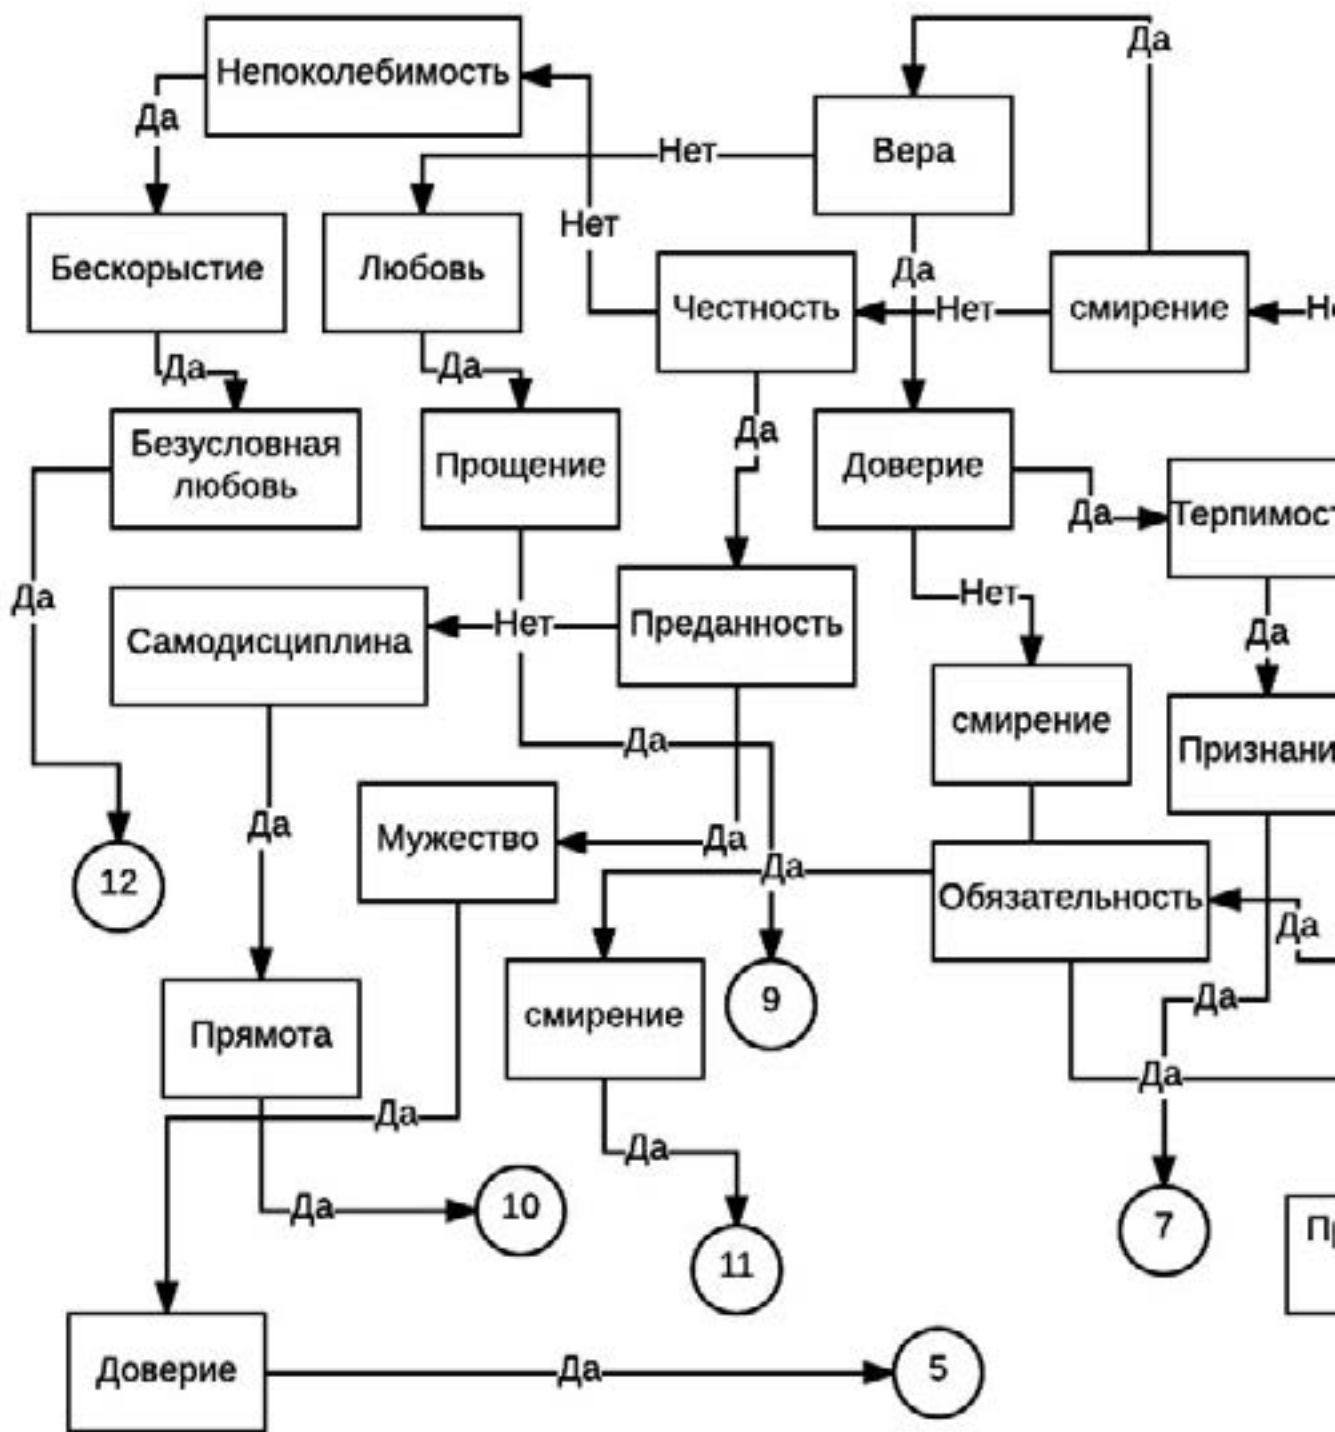 Да
Непоколебимость
Да
Нет
Вера
Нет
Бескорыстие
Любовь
Да
Честность
Нет
смирение
Да
Да
Да
Безусловная
любовь
Прощение
Доверие
Да
Терпимост
Да
Нет
Самодисциплина
Нет
Преданность
Да
смирение
Да
Признани
Да
Мужество
Да
Да
12
Обязательность
Да
9
смирение
Да
Прямота
Да
Да
Да
10
Да
7
11
Доверие
Да
5